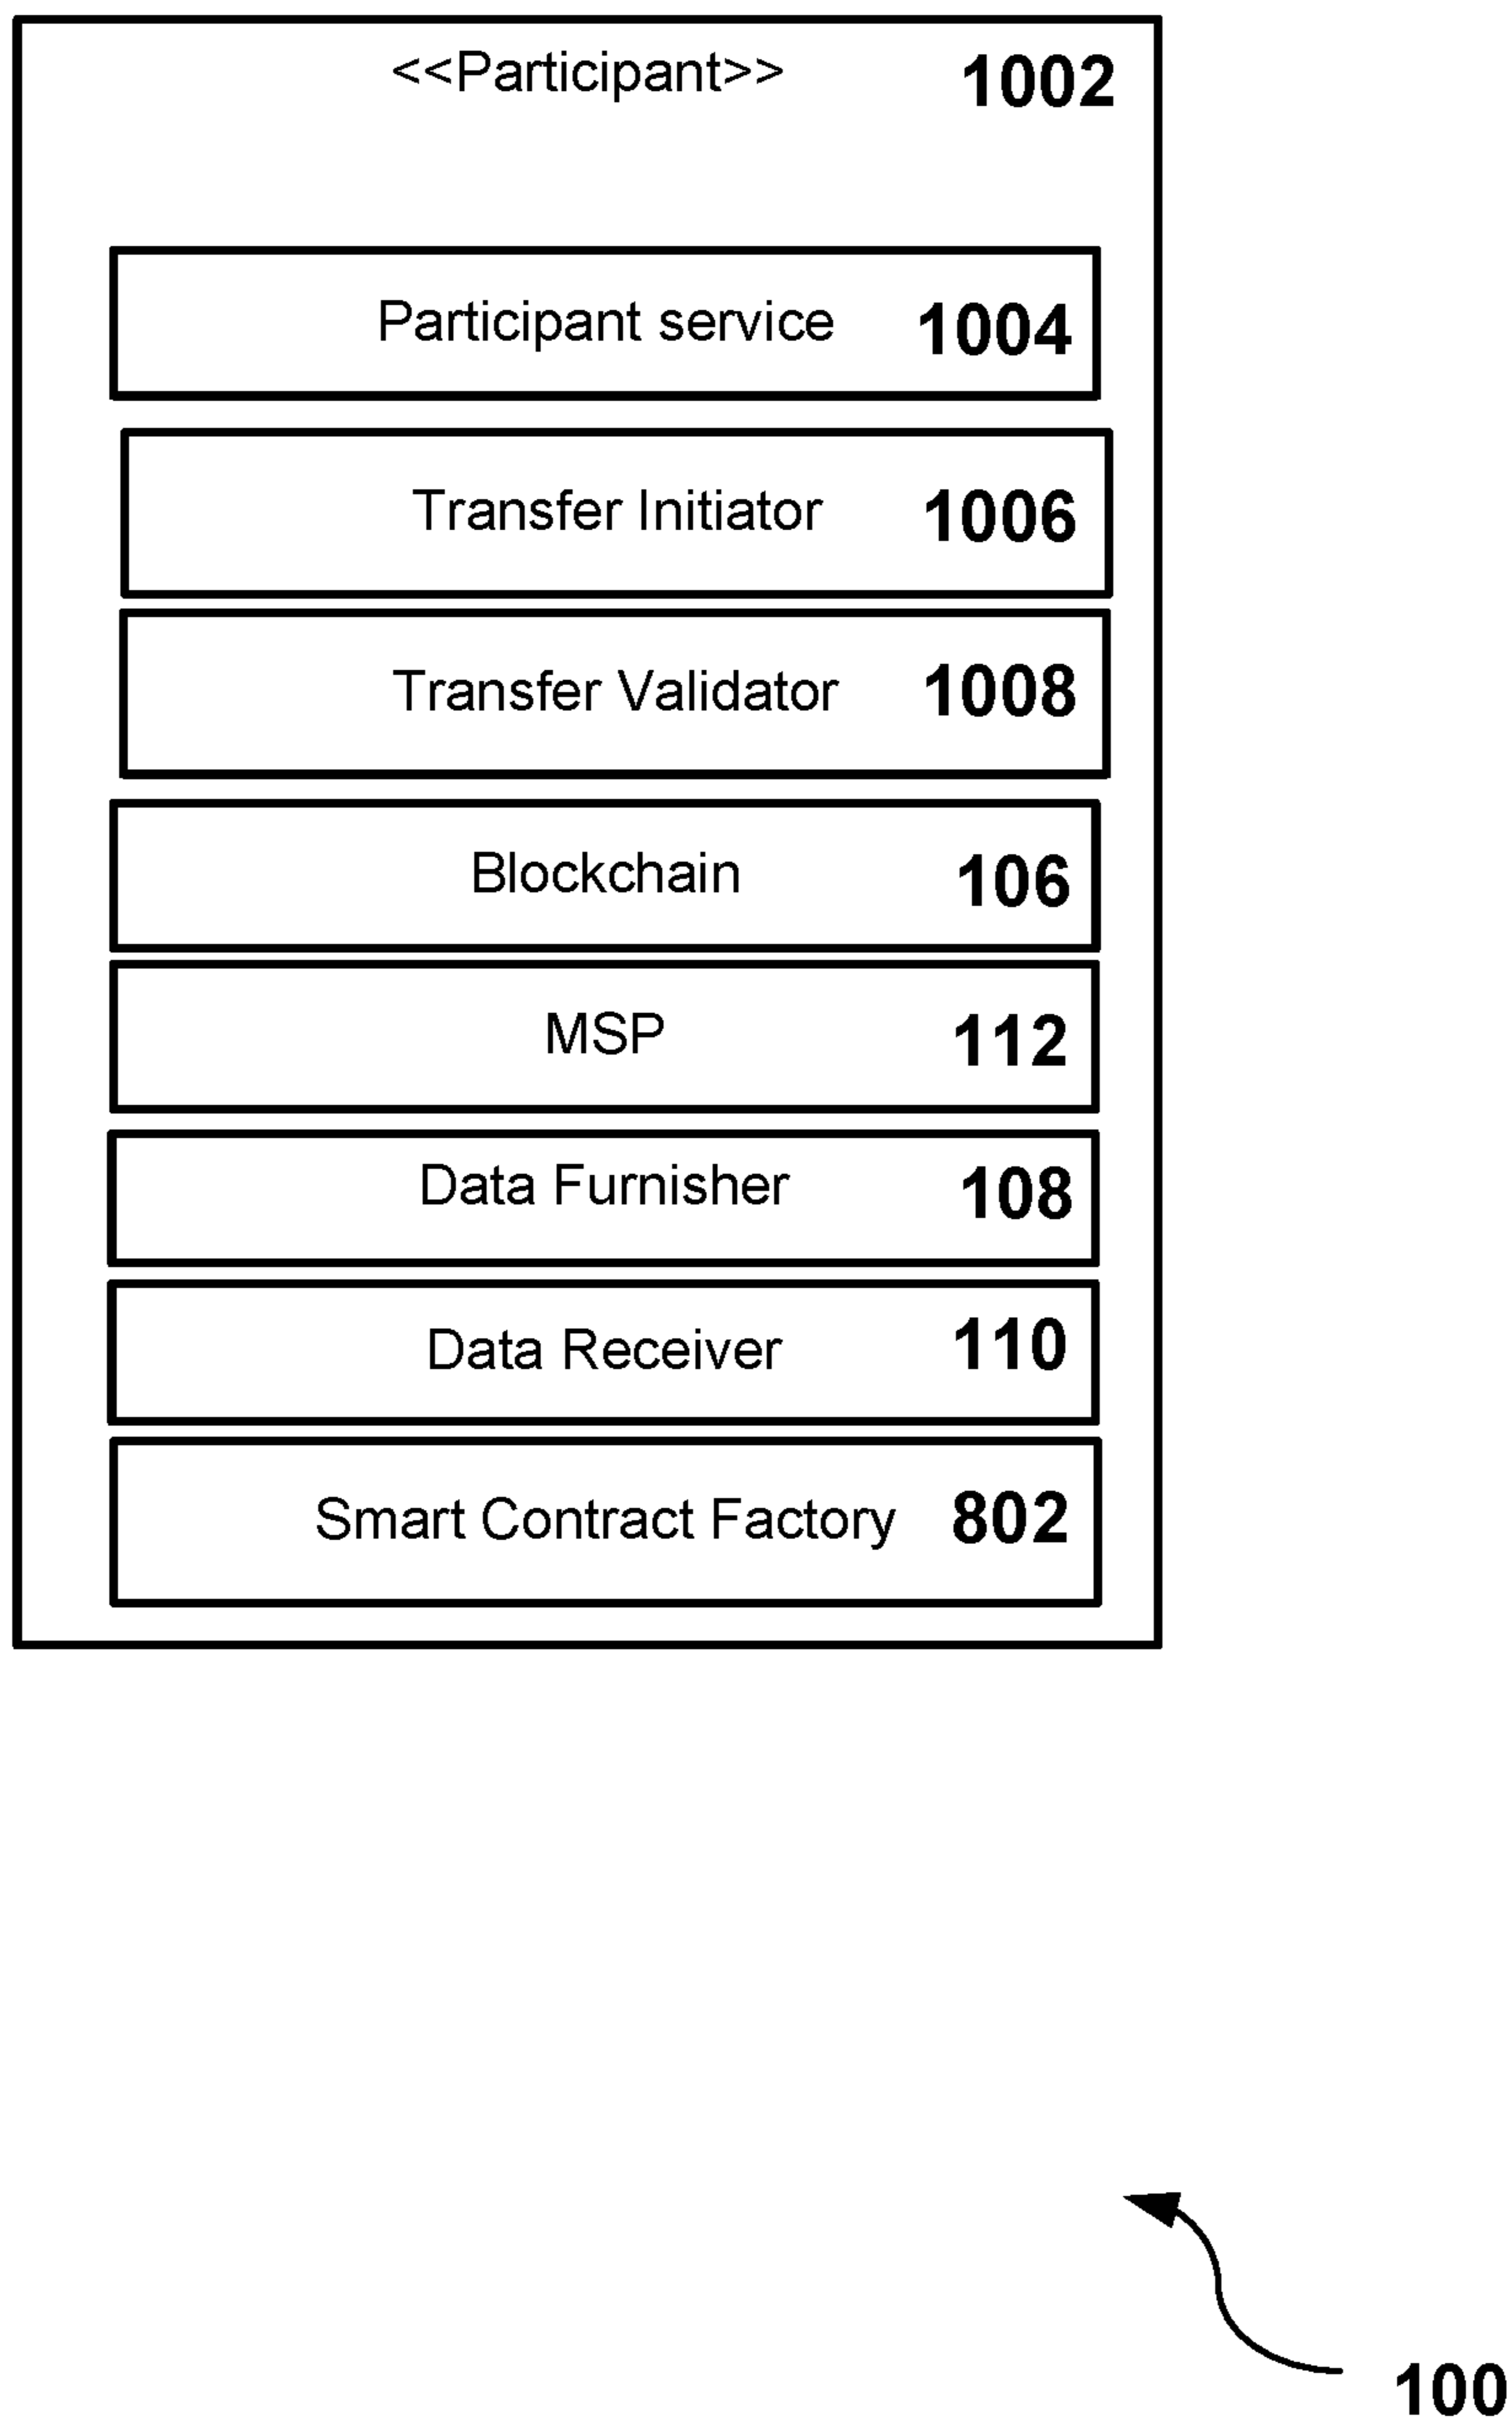 <<Participant>> 1002
Participant service 1004
Transfer Initiator 1006
Transfer Validator 1008
Blockchain 106
MSP 112
Data Furnisher 108
Data Receiver 110
Smart Contract Factory 802
100